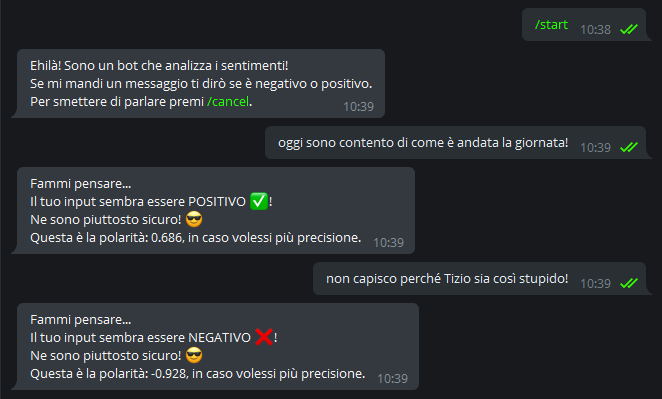 /start 10:38
Ehilà! Sono un bot che analizza i sentimenti!
Se mi mandi un messaggio ti dirò se è negativo o positivo.
Per smettere di parlare premi /cancel. 10:39
oggi sono contento di come è andata la giornata! 10:39
Fammi pensare...
Il tuo input sembra essere POSITIVO ✅!
Ne sono piuttosto sicuro! 😎
Questa è la polarità: 0.686, in caso volessi più precisione. 10:39
non capisco perché Tizio sia così stupido! 10:39
Fammi pensare...
Il tuo input sembra essere NEGATIVO ❌!
Ne sono piuttosto sicuro! 😎
Questa è la polarità: -0.928, in caso volessi più precisione. 10:39